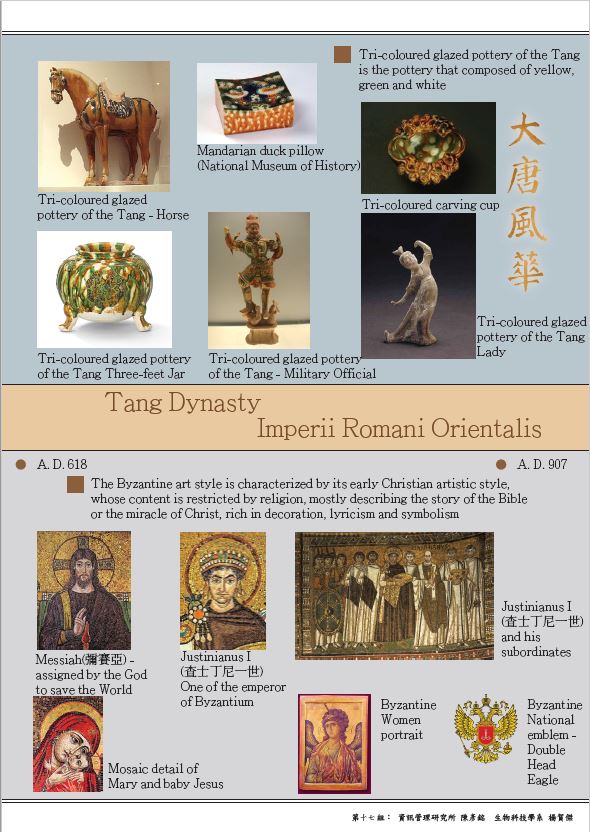 Tri-coloured glazed pottery of the Tang
is the pottery that composed of yellow,
green and white
大唐風華
Tri-coloured glazed
pottery of the Tang - Horse
Mandarian duck pillow
(National Museum of History)
Tri-coloured carving cup
Tri-coloured glazed pottery
of the Tang Three-feet Jar
Tri-coloured glazed pottery
of the Tang - Military Official
Tri-coloured glazed
pottery of the Tang
Lady
Tang Dynasty
Imperii Romani Orientalis
A. D. 618
A. D. 907
The Byzantine art style is characterized by its early Christian artistic style,
whose content is restricted by religion, mostly describing the story of the Bible
or the miracle of Christ, rich in decoration, lyricism and symbolism
Messiah(彌賽亞) -
assigned by the God
to save the World
Justinianus I
(查士丁尼一世)
One of the emperor
of Byzantium
Justinianus I
(查士丁尼一世)
and his
subordinates
Mosaic detail of
Mary and baby Jesus
Byzantine
Women
portrait
Byzantine
National
emblem -
Double
Head
Eagle
第十七組： 資訊管理研究所 陳彥銘 生物科技學系 楊賀傑